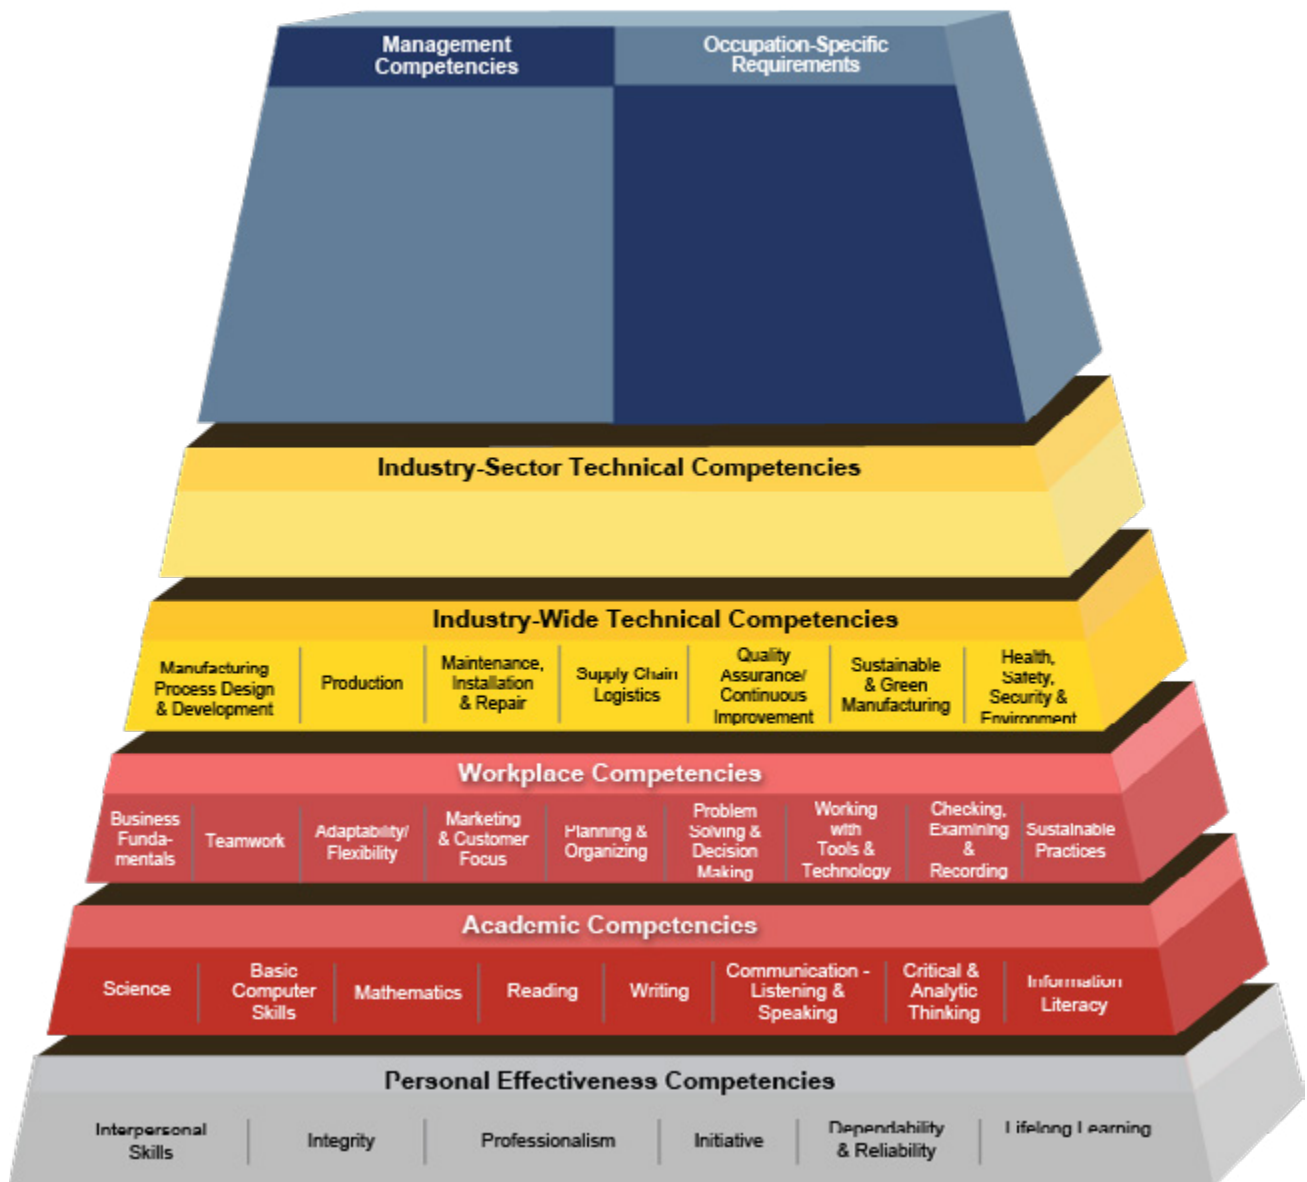 Management
Competencies
Occupation-Specific
Requirements
Industry-Sector Technical Competencies
Industry-Wide Technical Competencies
Manufacturing
Process Design
& Development
Production
Maintenance,
Installation
& Repair
Supply Chain
Logistics
Quality
Assurance/
Continuous
Improvement
Sustainable
& Green
Manufacturing
Health,
Safety,
Security &
Environment
Workplace Competencies
Business
Funda-
mentals
Teamwork
Adaptability/
Flexibility
Marketing
& Customer
Focus
Planning &
Organizing
Problem
Solving &
Decision
Making
Working
with
Tools &
Technology
Checking,
Examining
&
Recording
Sustainable
Practices
Academic Competencies
Science
Basic
Computer
Skills
Mathematics
Reading
Writing
Communication -
Listening &
Speaking
Critical &
Analytic
Thinking
Information
Literacy
Personal Effectiveness Competencies
Interpersonal
Skills
Integrity
Professionalism
Initiative
Dependability
& Reliability
Lifelong Learning